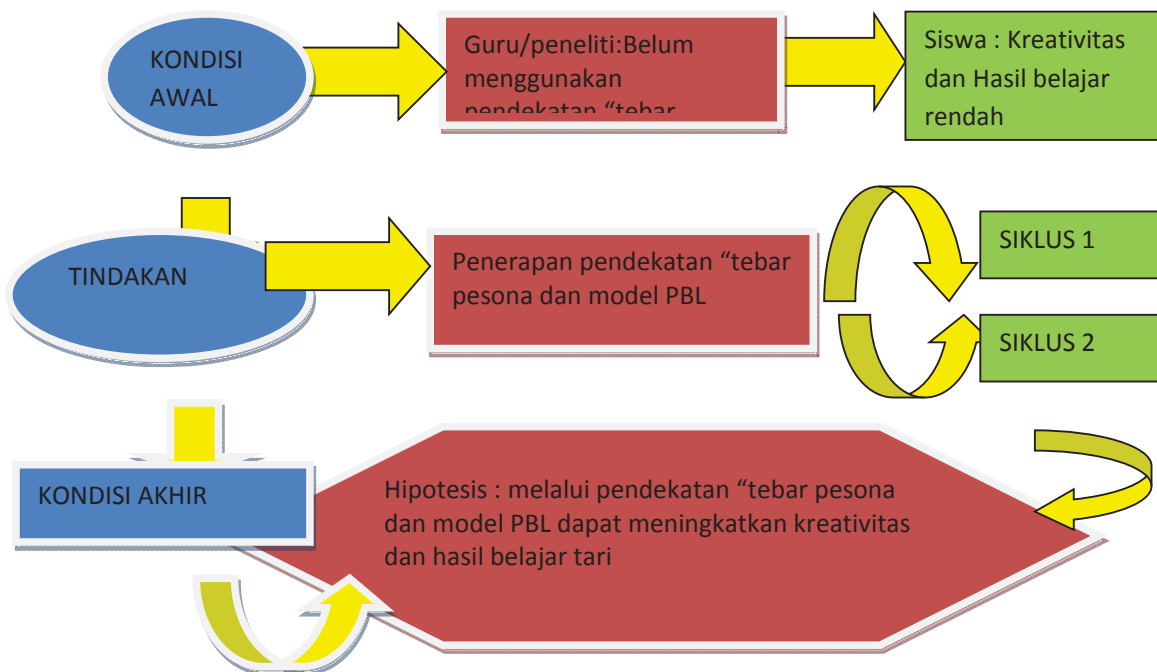 KONDISI
AWAL
Guru/peneliti:Belum
menggunakan
pendekatan “tebar
Siswa : Kreativitas
dan Hasil belajar
rendah
TINDAKAN
Penerapan pendekatan “tebar
pesona dan model PBL
SIKLUS 1
SIKLUS 2
KONDISI AKHIR
Hipotesis : melalui pendekatan “tebar pesona
dan model PBL dapat meningkatkan kreativitas
dan hasil belajar tari